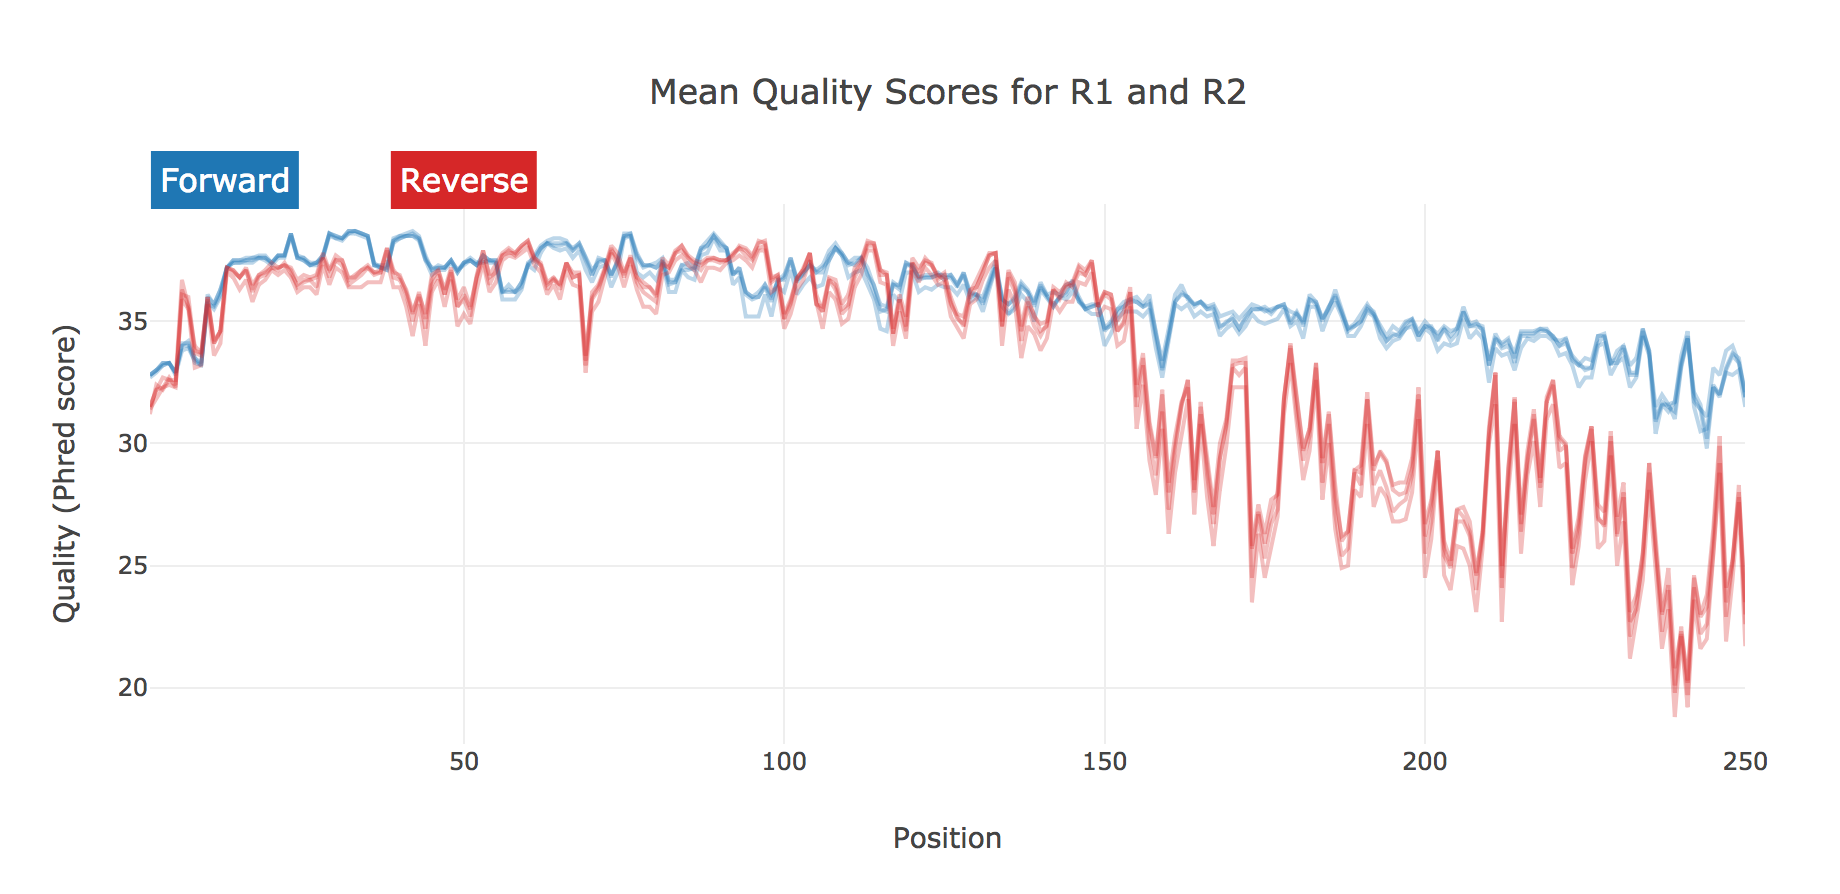 Mean Quality Scores for R1 and R2
Forward
Reverse
Quality (Phred score)
35
30
25
20
50
100
150
200
250
Position